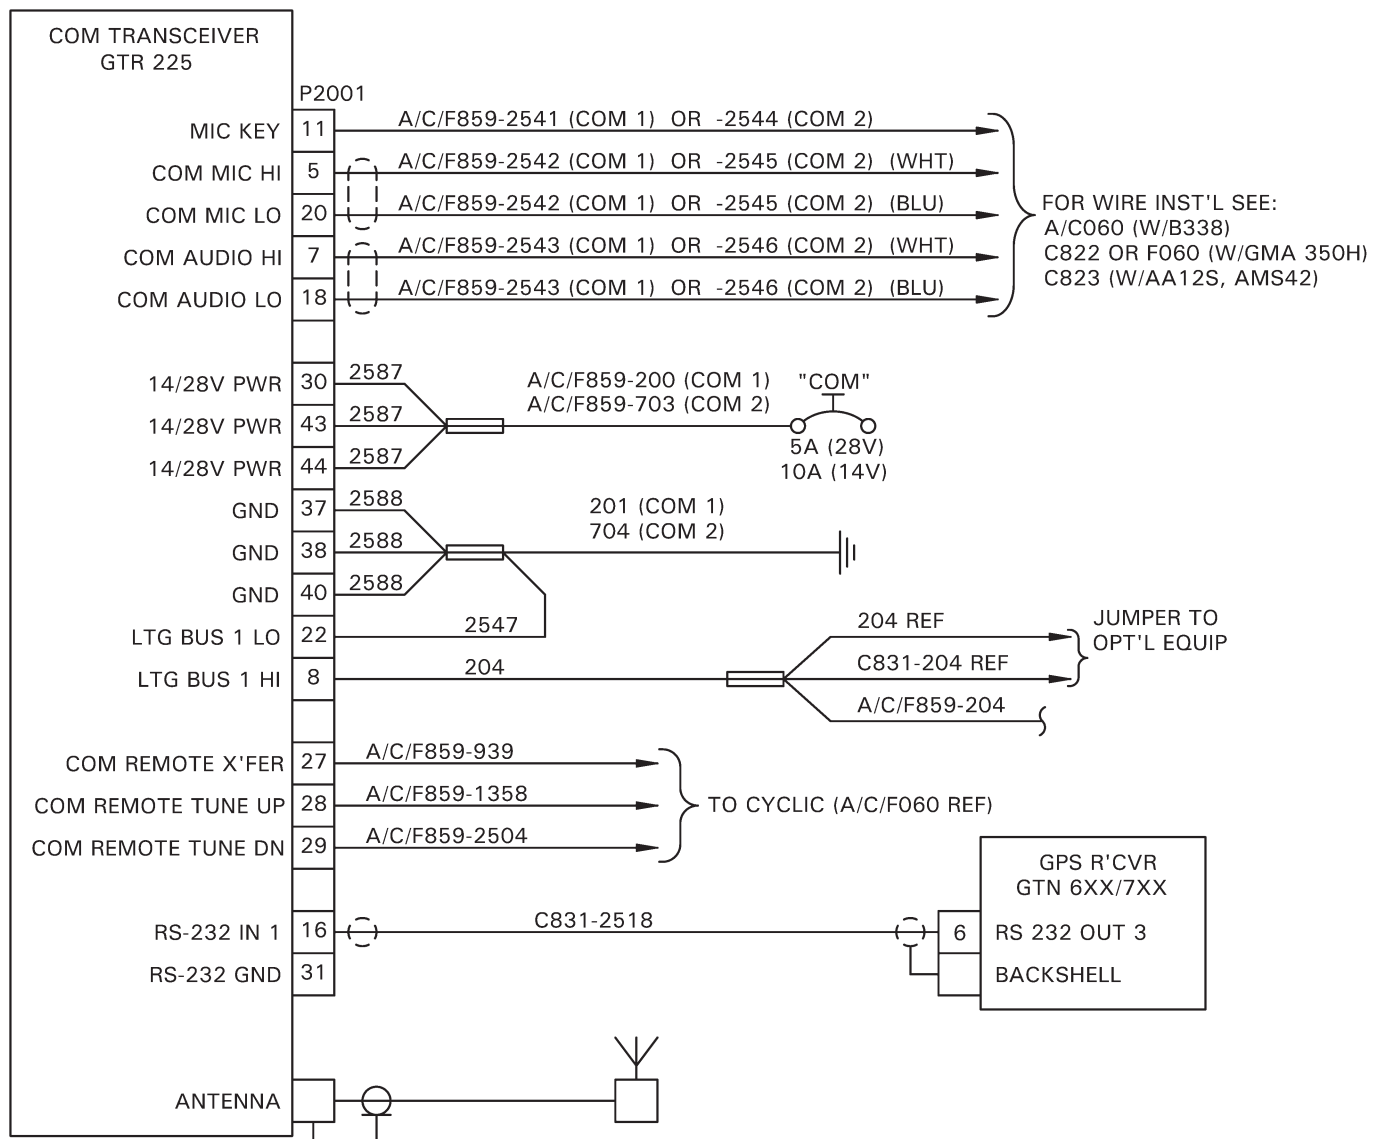 COM TRANSCEIVER
GTR 225
P2001
MIC KEY 11 A/C/F859-2541 (COM 1) OR -2544 (COM 2)
COM MIC HI 5 A/C/F859-2542 (COM 1) OR -2545 (COM 2) (WHT)
COM MIC LO 20 A/C/F859-2542 (COM 1) OR -2545 (COM 2) (BLU)
COM AUDIO HI 7 A/C/F859-2543 (COM 1) OR -2546 (COM 2) (WHT)
COM AUDIO LO 18 A/C/F859-2543 (COM 1) OR -2546 (COM 2) (BLU)
FOR WIRE INST'L SEE:
A/C060 (W/B338)
C822 OR F060 (W/GMA 350H)
C823 (W/AA12S, AMS42)
14/28V PWR 30 2587
14/28V PWR 43 2587
14/28V PWR 44 2587
A/C/F859-200 (COM 1)
A/C/F859-703 (COM 2)
"COM"
5A (28V)
10A (14V)
GND 37 2588
GND 38 2588
GND 40 2588
201 (COM 1)
704 (COM 2)
LTG BUS 1 LO 22 2547
LTG BUS 1 HI 8 204
204 REF
C831-204 REF
A/C/F859-204
JUMPER TO
OPT'L EQUIP
COM REMOTE X'FER 27 A/C/F859-939
COM REMOTE TUNE UP 28 A/C/F859-1358
COM REMOTE TUNE DN 29 A/C/F859-2504
TO CYCLIC (A/C/F060 REF)
GPS R'CVR
GTN 6XX/7XX
RS-232 IN 1 16 C831-2518 6 RS 232 OUT 3
RS-232 GND 31 BACKSHELL
ANTENNA